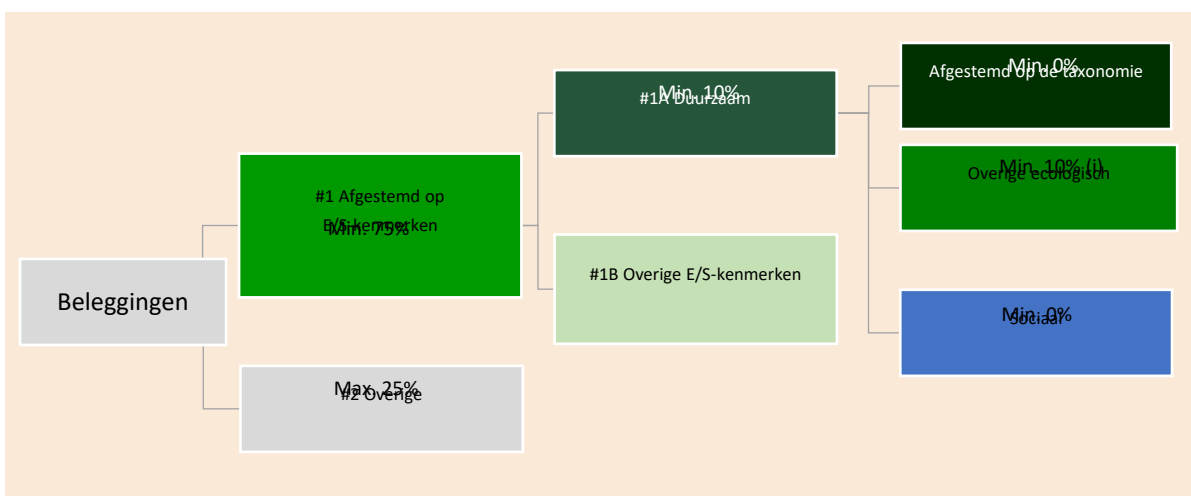 Beleggingen
#1 Afgestemd op
E/S-kenmerken
Min. 75%
Max. 25%
#2 Overige
Min. 10%
#1A Duurzaam
#1B Overige E/S-kenmerken
Min. 0%
Afgestemd op de taxonomie
Min. 10% (i)
Overige ecologisch
Min. 0%
Sociaal